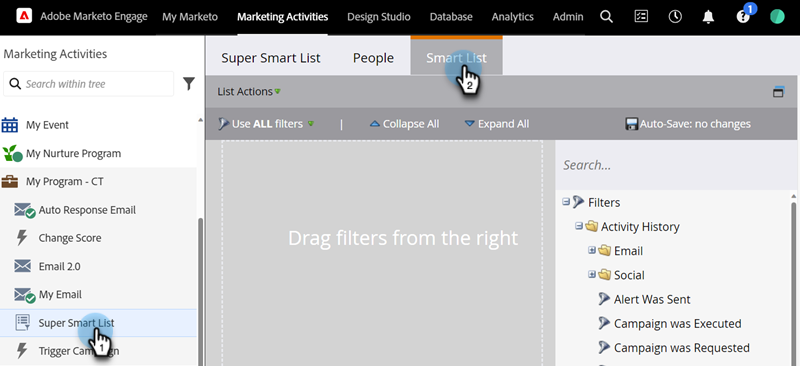 Adobe Marketo Engage My Marketo Marketing Activities Design Studio Database Analytics Admin 1
Marketing Activities
Search within tree
My Event
My Nurture Program
My Program - CT
Auto Response Email
Change Score
Email 2.0
My Email
Super Smart List
1
Trigger Campaign
Super Smart List People Smart List
2
List Actions
Use ALL filters | Collapse All Expand All Auto-Save: no changes
Drag filters from the right
Search...
Filters
Activity History
Email
Social
Alert Was Sent
Campaign was Executed
Campaign was Requested